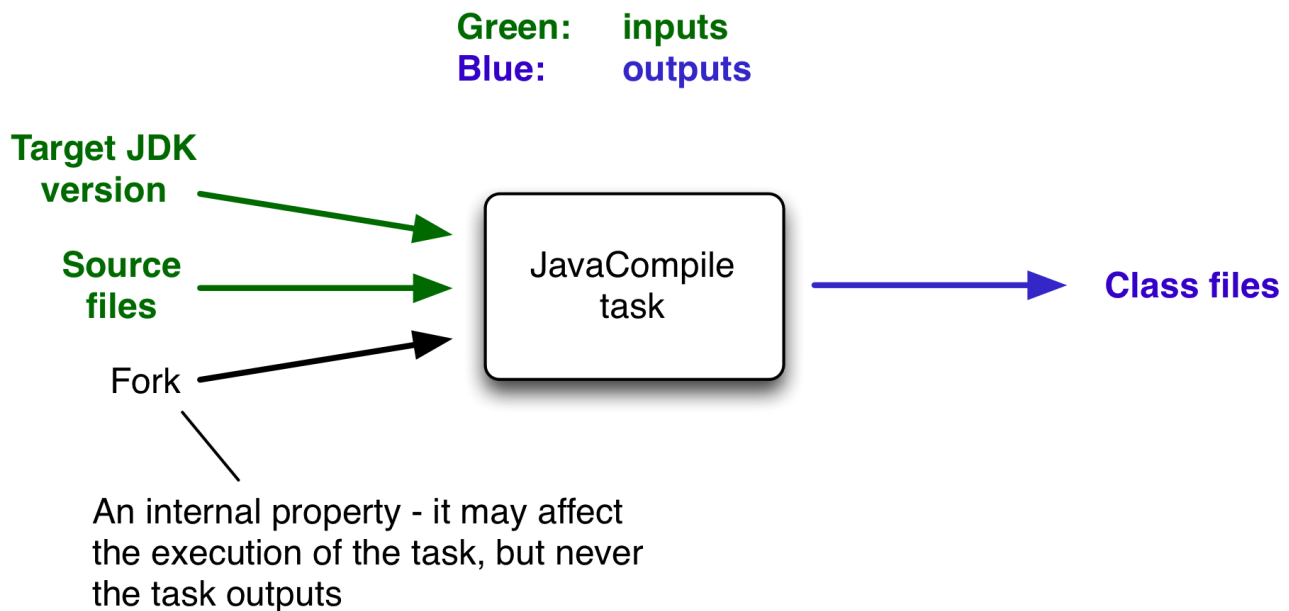 Green: inputs
Blue: outputs
Target JDK
version
Source
files
Fork
JavaCompile
task
Class files
An internal property - it may affect
the execution of the task, but never
the task outputs